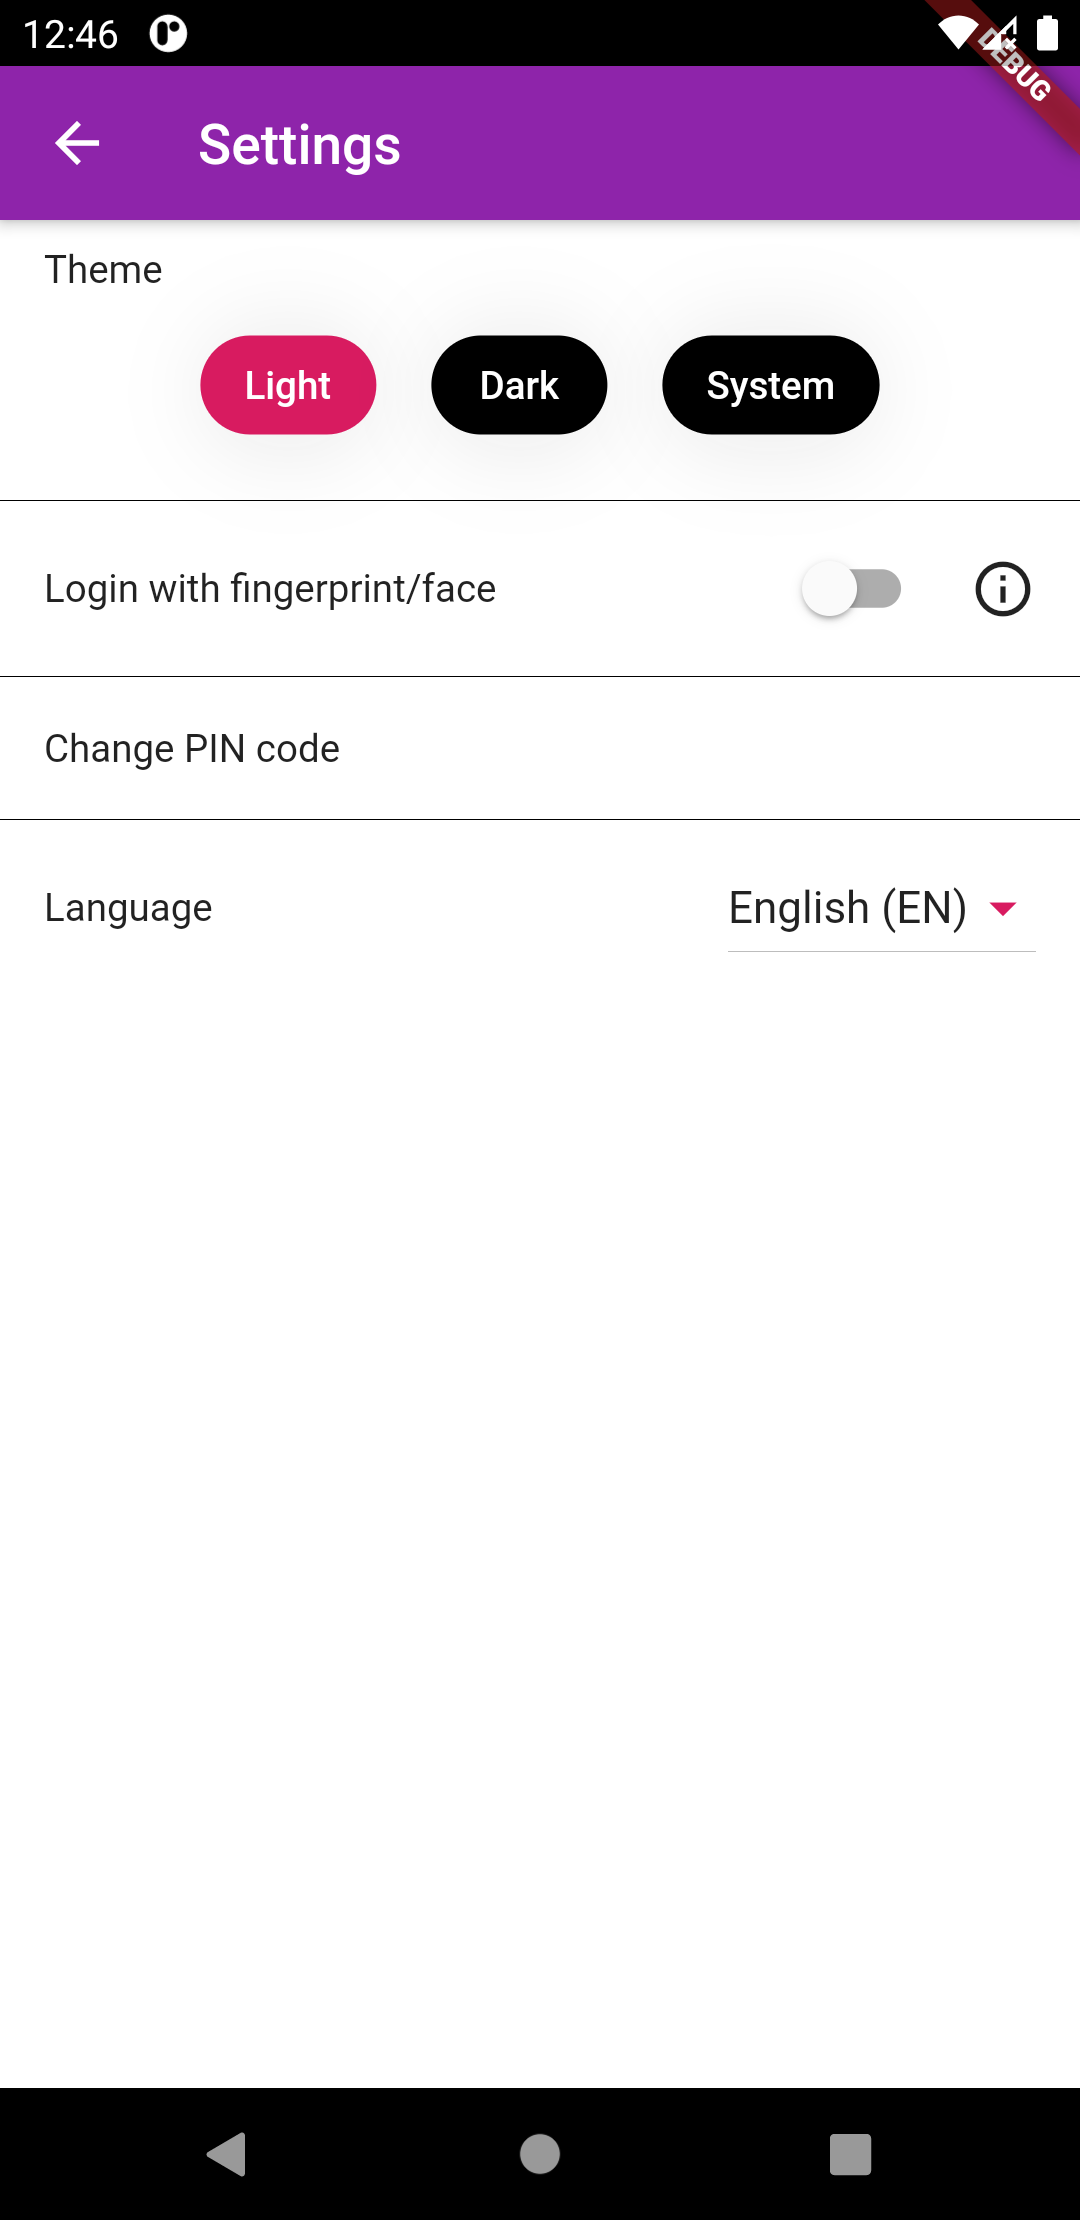 12:46
DEBUG
Settings
Theme
Light
Dark
System
Login with fingerprint/face
Change PIN code
Language
English (EN)